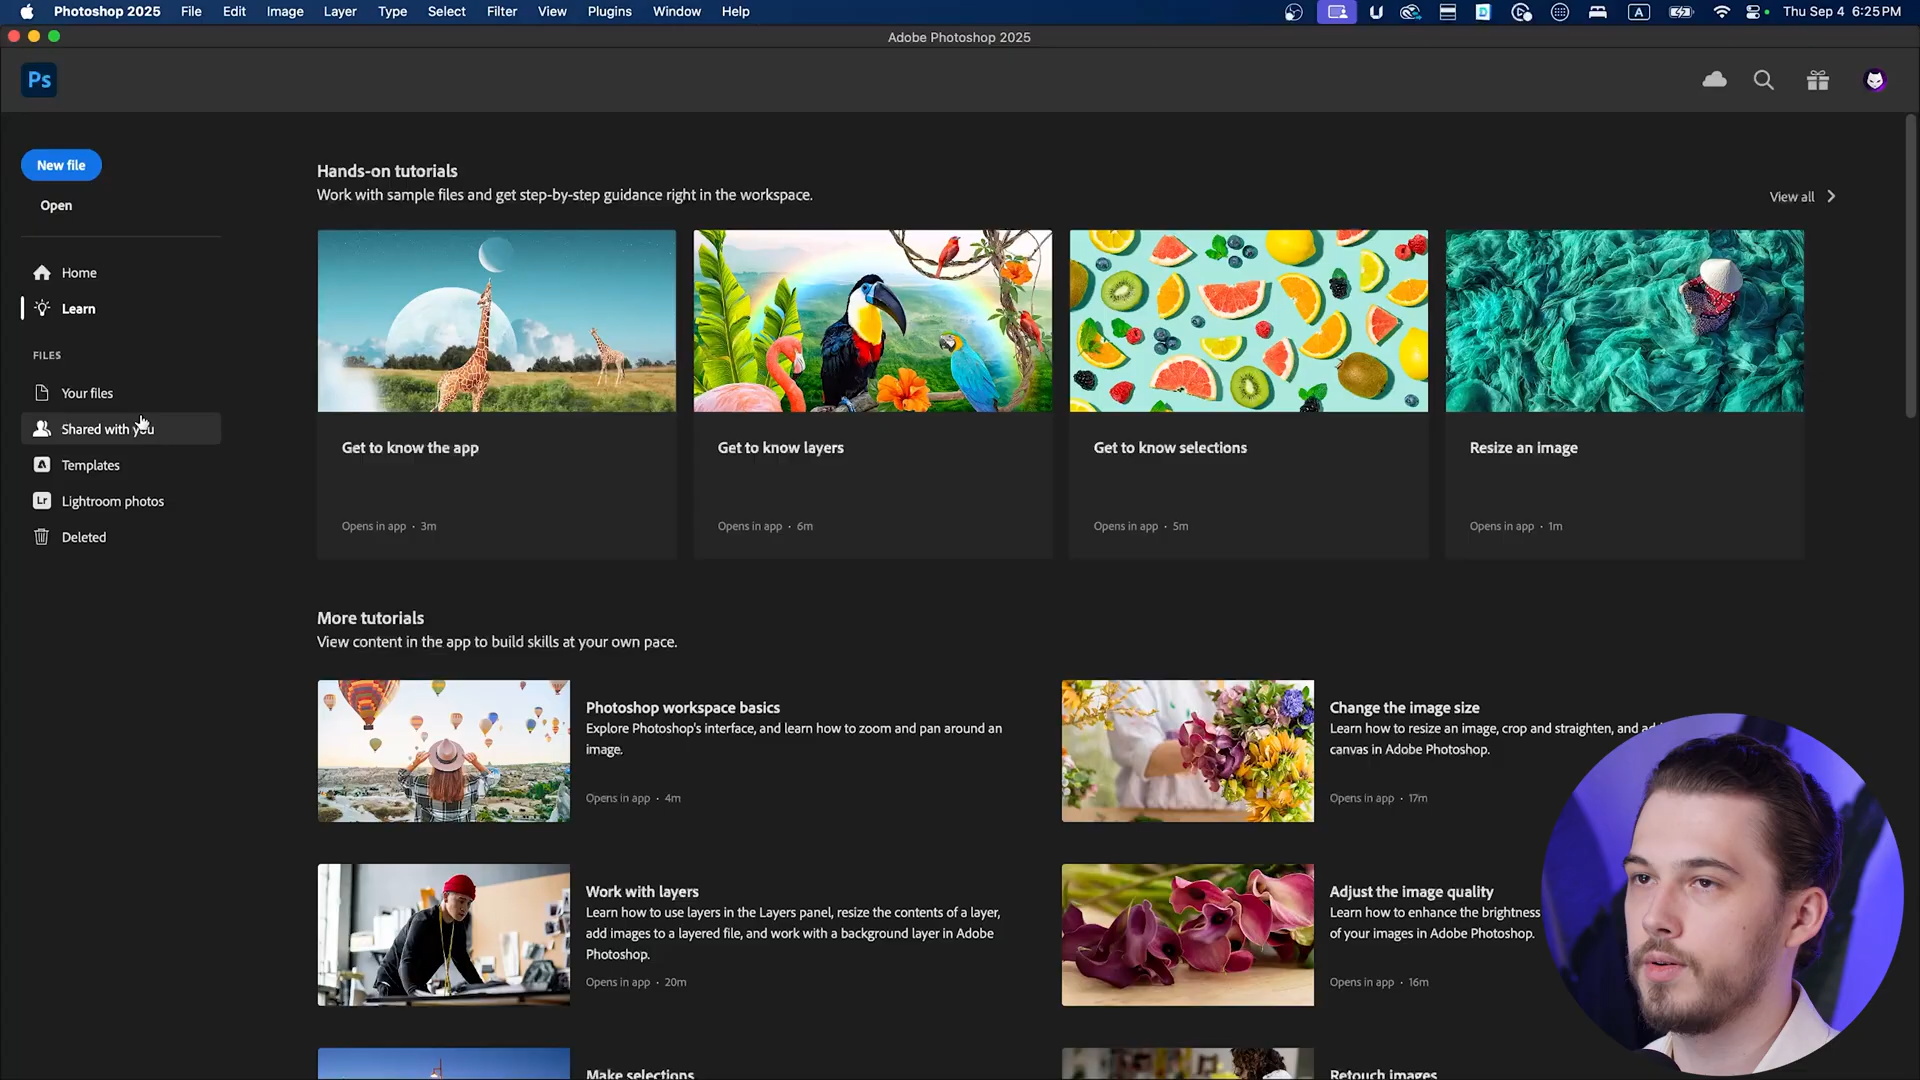 Photoshop 2025 File Edit Image Layer Type Select Filter View Plugins Window Help
A
Thu Sep 4 6:25 PM
Adobe Photoshop 2025
Ps
New file
Open
Home
Learn
FILES
Your files
Shared with you
Templates
Lr Lightroom photos
Deleted
Hands-on tutorials
Work with sample files and get step-by-step guidance right in the workspace.
View all
Get to know the app
Opens in app · 3m
Get to know layers
Opens in app · 6m
Get to know selections
Opens in app · 5m
Resize an image
Opens in app · 1m
More tutorials
View content in the app to build skills at your own pace.
Photoshop workspace basics
Explore Photoshop's interface, and learn how to zoom and pan around an
image.
Opens in app · 4m
Change the image size
Learn how to resize an image, crop and straighten, and
canvas in Adobe Photoshop.
Opens in app · 17m
Work with layers
Learn how to use layers in the Layers panel, resize the contents of a layer,
add images to a layered file, and work with a background layer in Adobe
Photoshop.
Opens in app · 20m
Adjust the image quality
Learn how to enhance the brightness
of your images in Adobe Photoshop.
Opens in app · 16m
Make selections
Retouch images